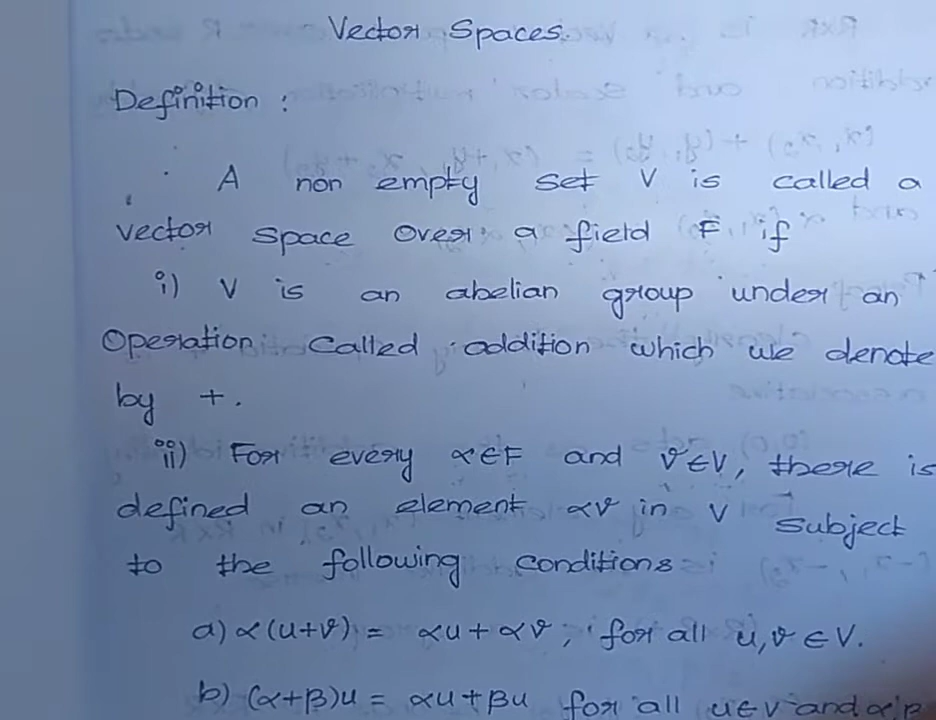 Vector Spaces.
Definition :
A non empty set V is called a
vector space over a field F if
i) V is an abelian group under an
Operation called addition which we denote
by +.
ii) For every α∈F and v∈V, there is
defined an element αv in V subject
to the following conditions
a) α(u+v) = αu + αv, for all u,v ∈ V.
b) (α+β)u = αu+βu for all u∈V and α,β